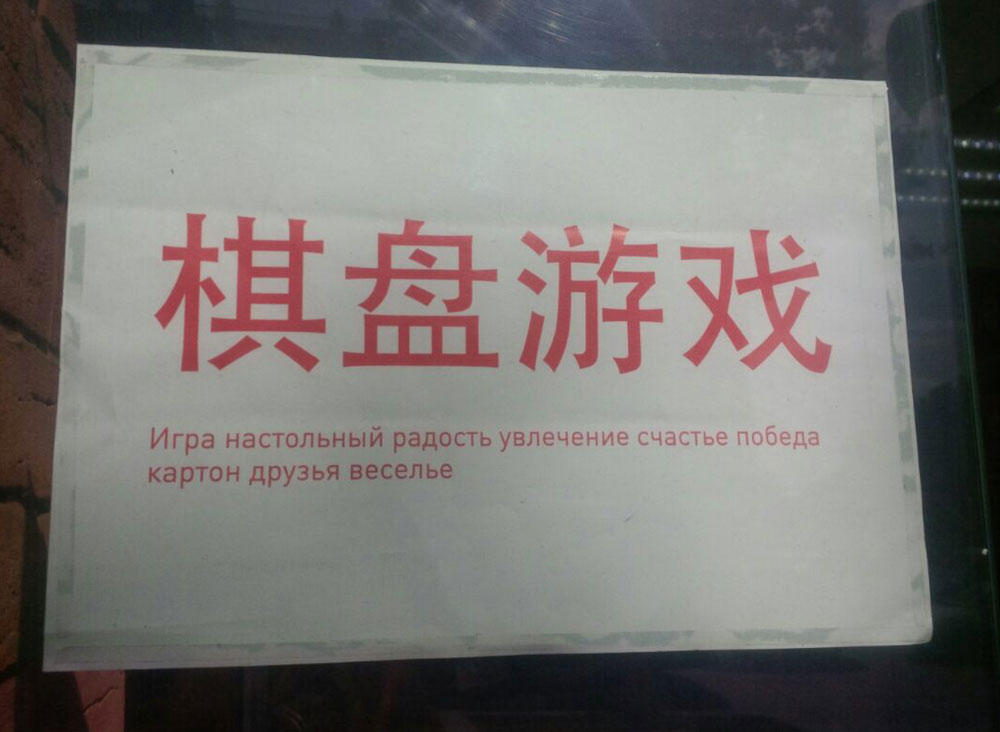 棋盘游戏
Игра настольный радость увлечение счастье победа
картон друзья веселье